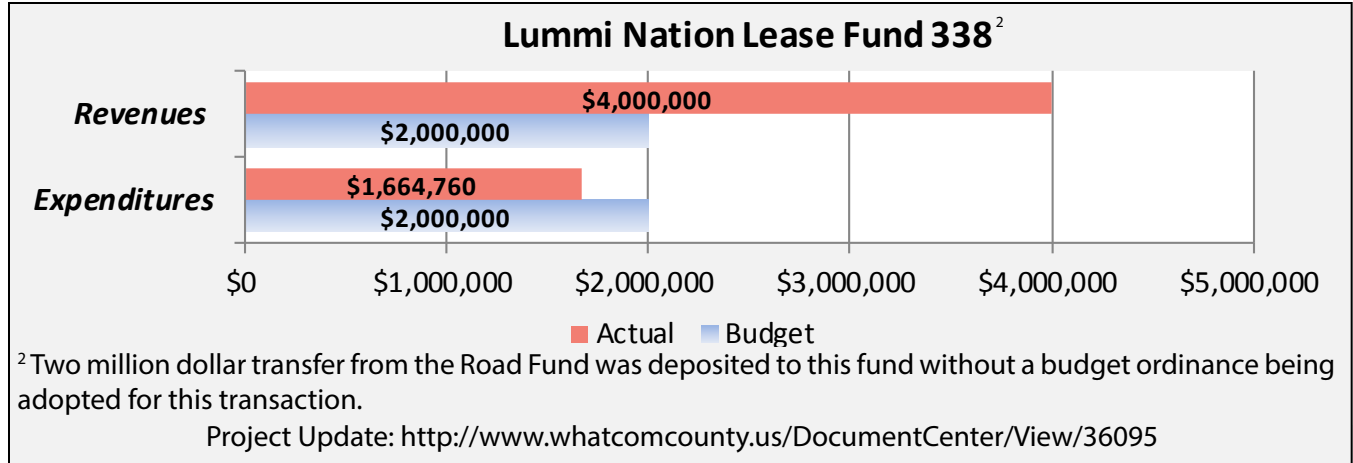 Lummi Nation Lease Fund 338²
Revenues
$4,000,000
$2,000,000
Expenditures
$1,664,760
$2,000,000
$0 $1,000,000 $2,000,000 $3,000,000 $4,000,000 $5,000,000
Actual Budget
² Two million dollar transfer from the Road Fund was deposited to this fund without a budget ordinance being
adopted for this transaction.
Project Update: http://www.whatcomcounty.us/DocumentCenter/View/36095